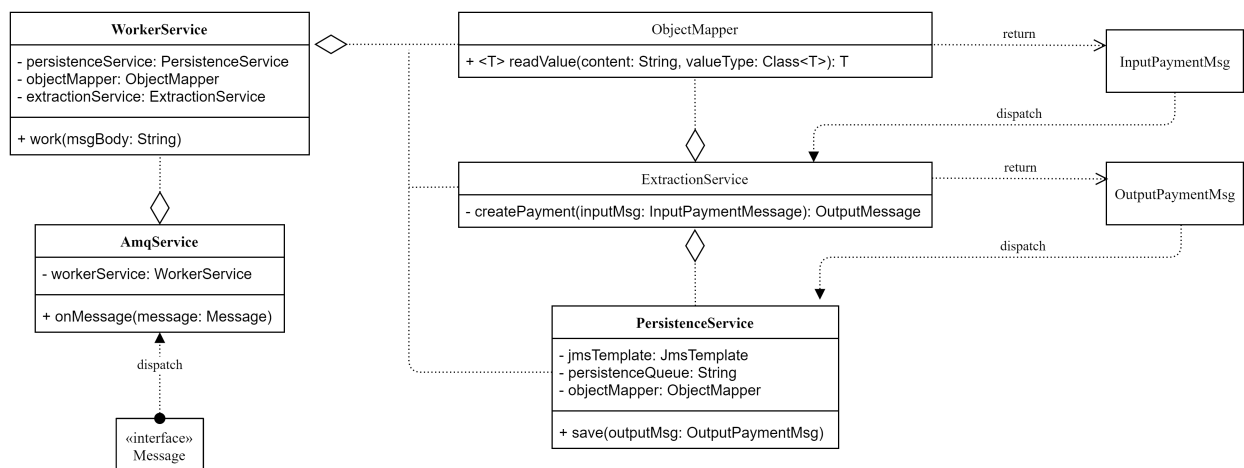 WorkerService
- persistenceService: PersistenceService
- objectMapper: ObjectMapper
- extractionService: ExtractionService
+ work(msgBody: String)
ObjectMapper
+ <T> readValue(content: String, valueType: Class<T>): T
return
InputPaymentMsg
dispatch
ExtractionService
- createPayment(inputMsg: InputPaymentMessage): OutputMessage
return
OutputPaymentMsg
dispatch
AmqService
- workerService: WorkerService
+ onMessage(message: Message)
dispatch
«interface»
Message
PersistenceService
- jmsTemplate: JmsTemplate
- persistenceQueue: String
- objectMapper: ObjectMapper
+ save(outputMsg: OutputPaymentMsg)